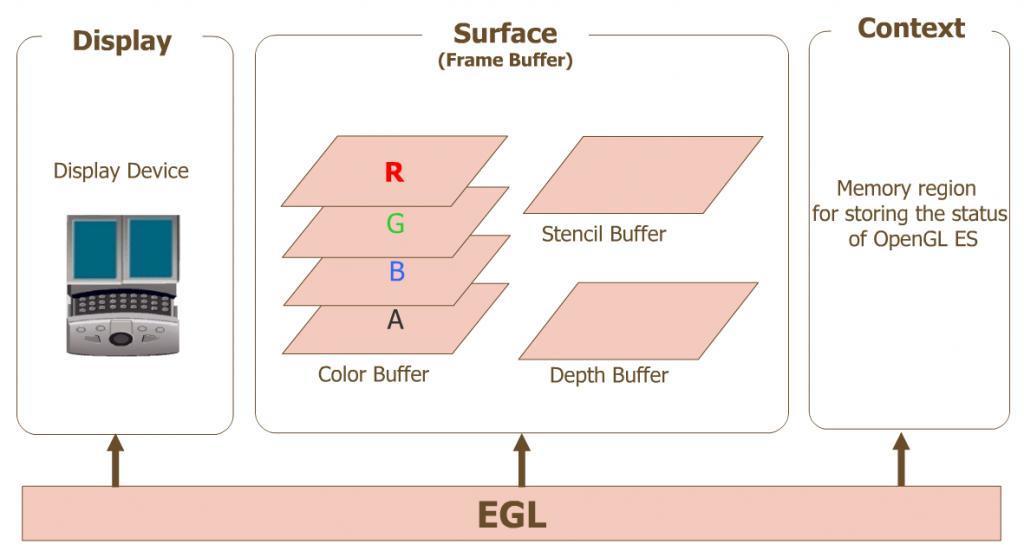 Display
Display Device
Surface
(Frame Buffer)
R
G
B
A
Color Buffer
Stencil Buffer
Depth Buffer
Context
Memory region
for storing the status
of OpenGL ES
EGL